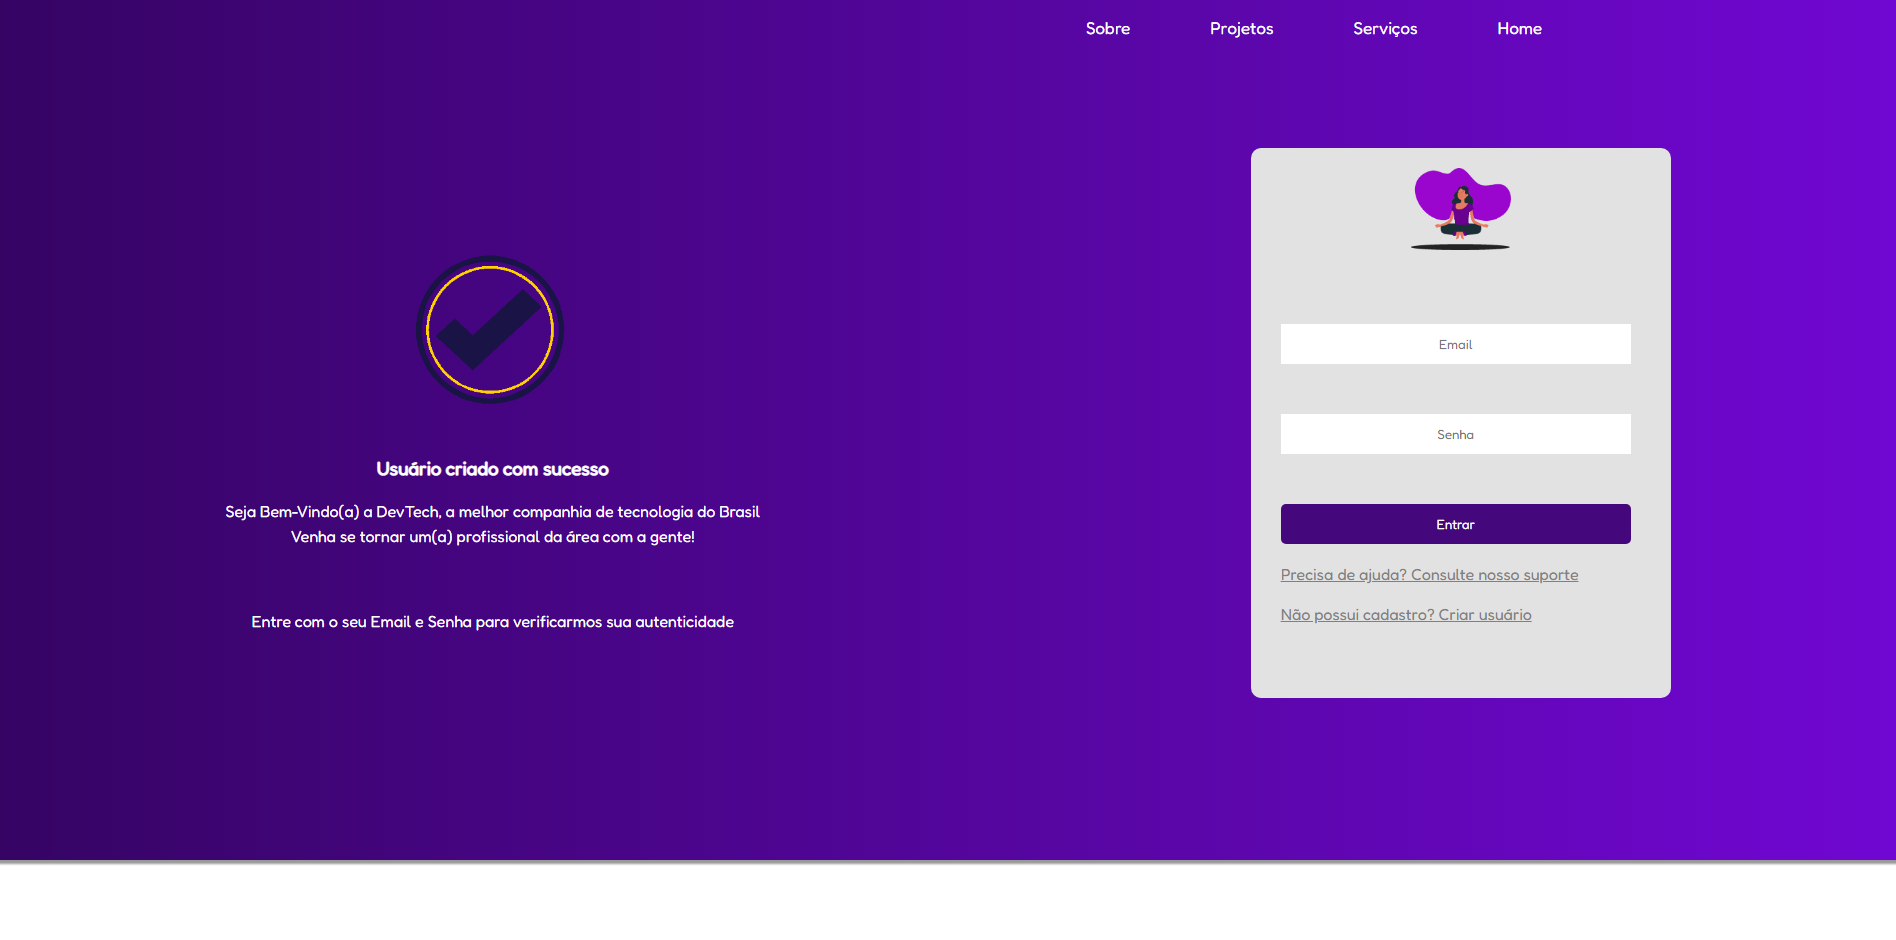 Sobre
Projetos
Serviços
Home
Usuário criado com sucesso
Seja Bem-Vindo(a) a DevTech, a melhor companhia de tecnologia do Brasil
Venha se tornar um(a) profissional da área com a gente!
Entre com o seu Email e Senha para verificarmos sua autenticidade
Email
Senha
Entrar
Precisa de ajuda? Consulte nosso suporte
Não possui cadastro? Criar usuário